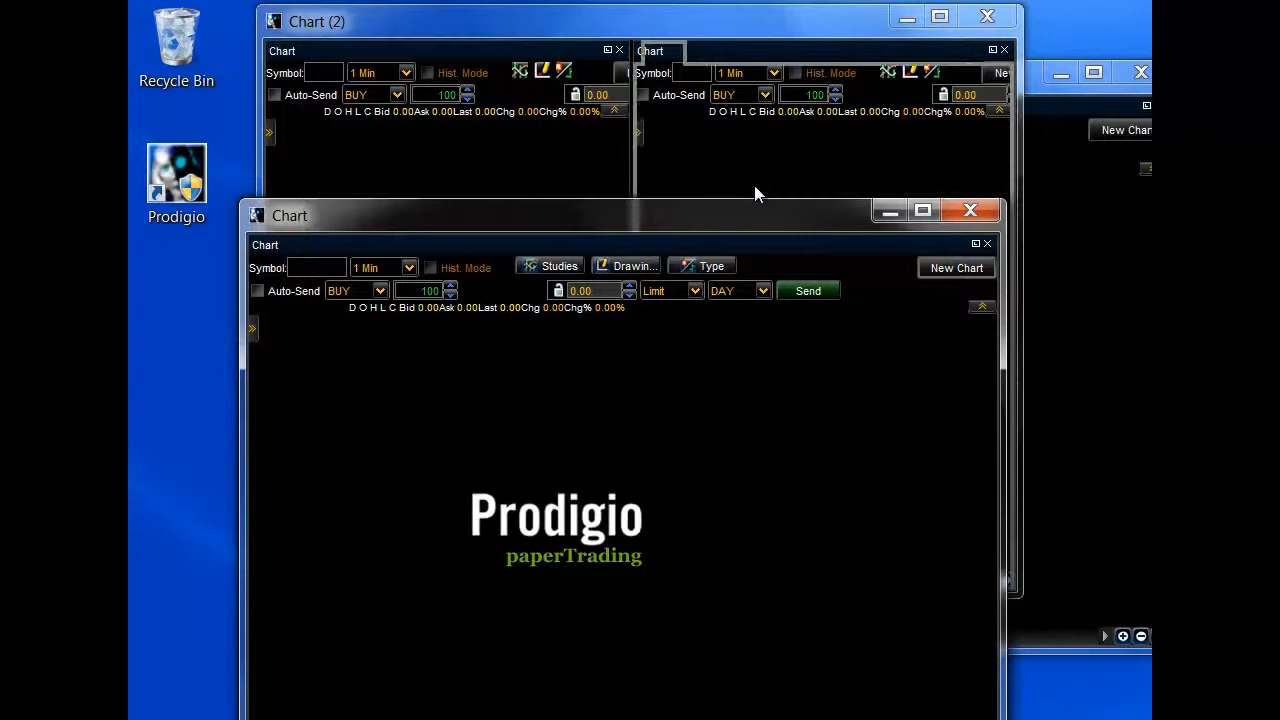 Recycle Bin
Prodigio
Chart (2)
Chart
Symbol: 1 Min Hist. Mode
Auto-Send BUY 100 0.00
D O H L C Bid 0.00Ask 0.00Last 0.00Chg 0.00Chg% 0.00%
Chart
Symbol: 1 Min Hist. Mode
Auto-Send BUY 100 0.00
D O H L C Bid 0.00Ask 0.00Last 0.00Chg 0.00Chg% 0.00%
New Char
Chart
Chart
Symbol: 1 Min Hist. Mode Studies Drawin... Type New Chart
Auto-Send BUY 100 0.00 Limit DAY Send
D O H L C Bid 0.00Ask 0.00Last 0.00Chg 0.00Chg% 0.00%
Prodigio
paperTrading